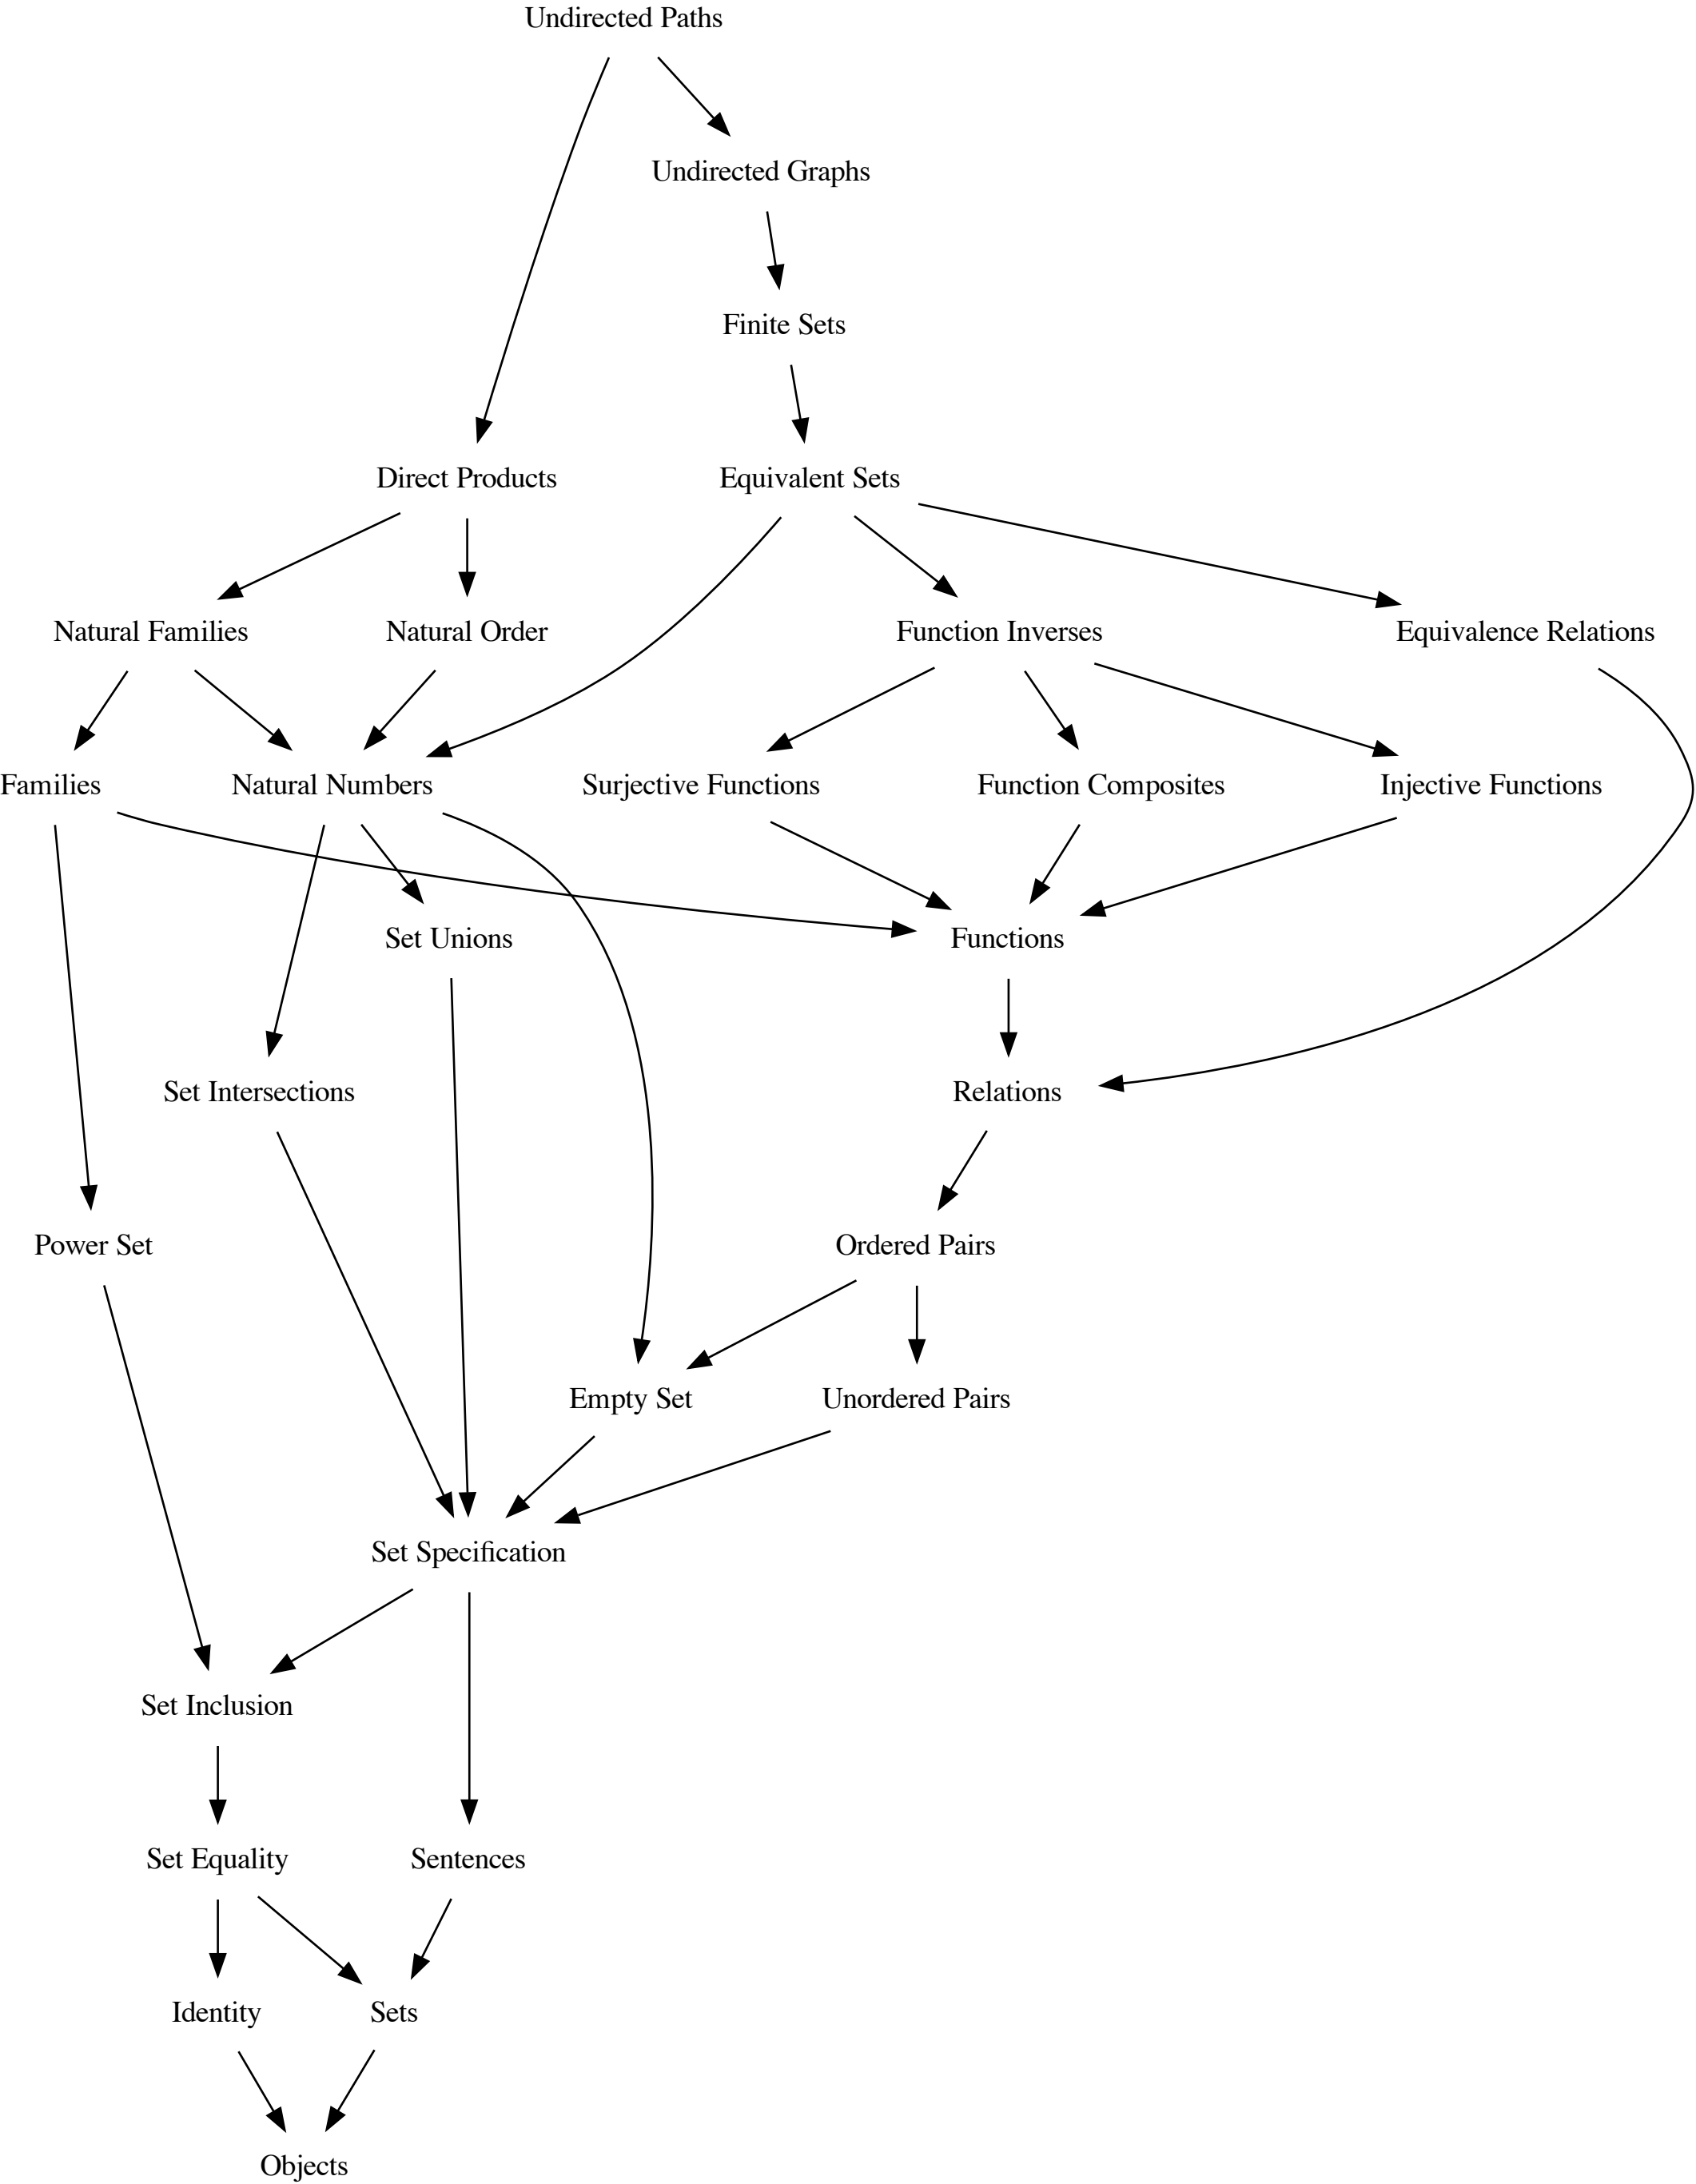 Undirected Paths
Undirected Graphs
Finite Sets
Direct Products
Equivalent Sets
Natural Families
Natural Order
Function Inverses
Equivalence Relations
Families
Natural Numbers
Surjective Functions
Function Composites
Injective Functions
Set Unions
Functions
Set Intersections
Relations
Power Set
Ordered Pairs
Empty Set
Unordered Pairs
Set Specification
Set Inclusion
Set Equality
Sentences
Identity
Sets
Objects